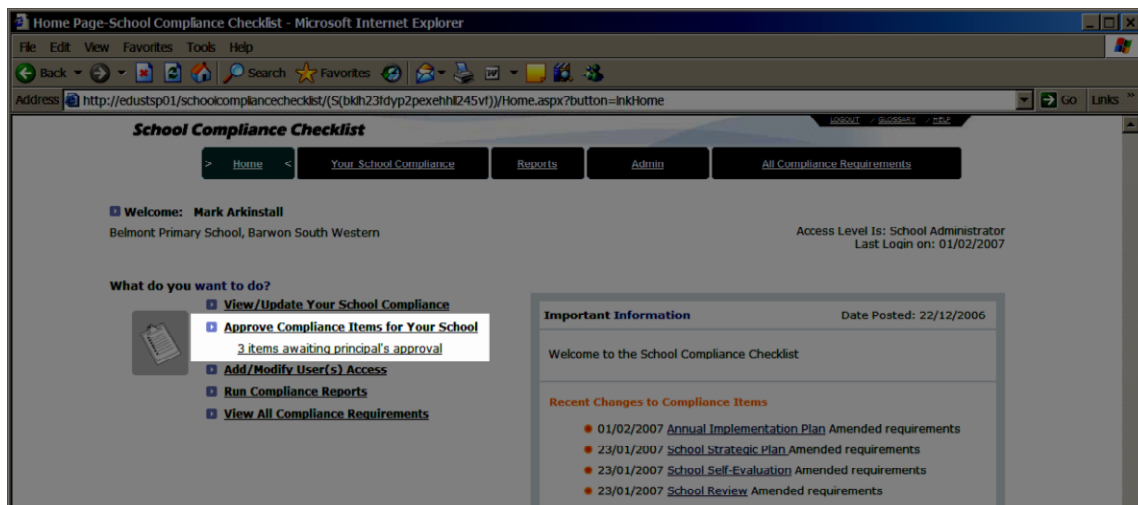 Home Page-School Compliance Checklist - Microsoft Internet Explorer
File Edit View Favorites Tools Help
Back Search Favorites
Address http://edustsp01/schoolcompliancechecklist/(S(bklh23fdyp2pexehhll245vf))/Home.aspx?button=lnkHome Go Links »
School Compliance Checklist
LOGOUT / GLOSSARY / HELP
> Home < Your School Compliance Reports Admin All Compliance Requirements
Welcome: Mark Arkinstall
Belmont Primary School, Barwon South Western
Access Level Is: School Administrator
Last Login on: 01/02/2007
What do you want to do?
View/Update Your School Compliance
Approve Compliance Items for Your School
3 items awaiting principal's approval
Add/Modify User(s) Access
Run Compliance Reports
View All Compliance Requirements
Important Information Date Posted: 22/12/2006
Welcome to the School Compliance Checklist
Recent Changes to Compliance Items
01/02/2007 Annual Implementation Plan Amended requirements
23/01/2007 School Strategic Plan Amended requirements
23/01/2007 School Self-Evaluation Amended requirements
23/01/2007 School Review Amended requirements